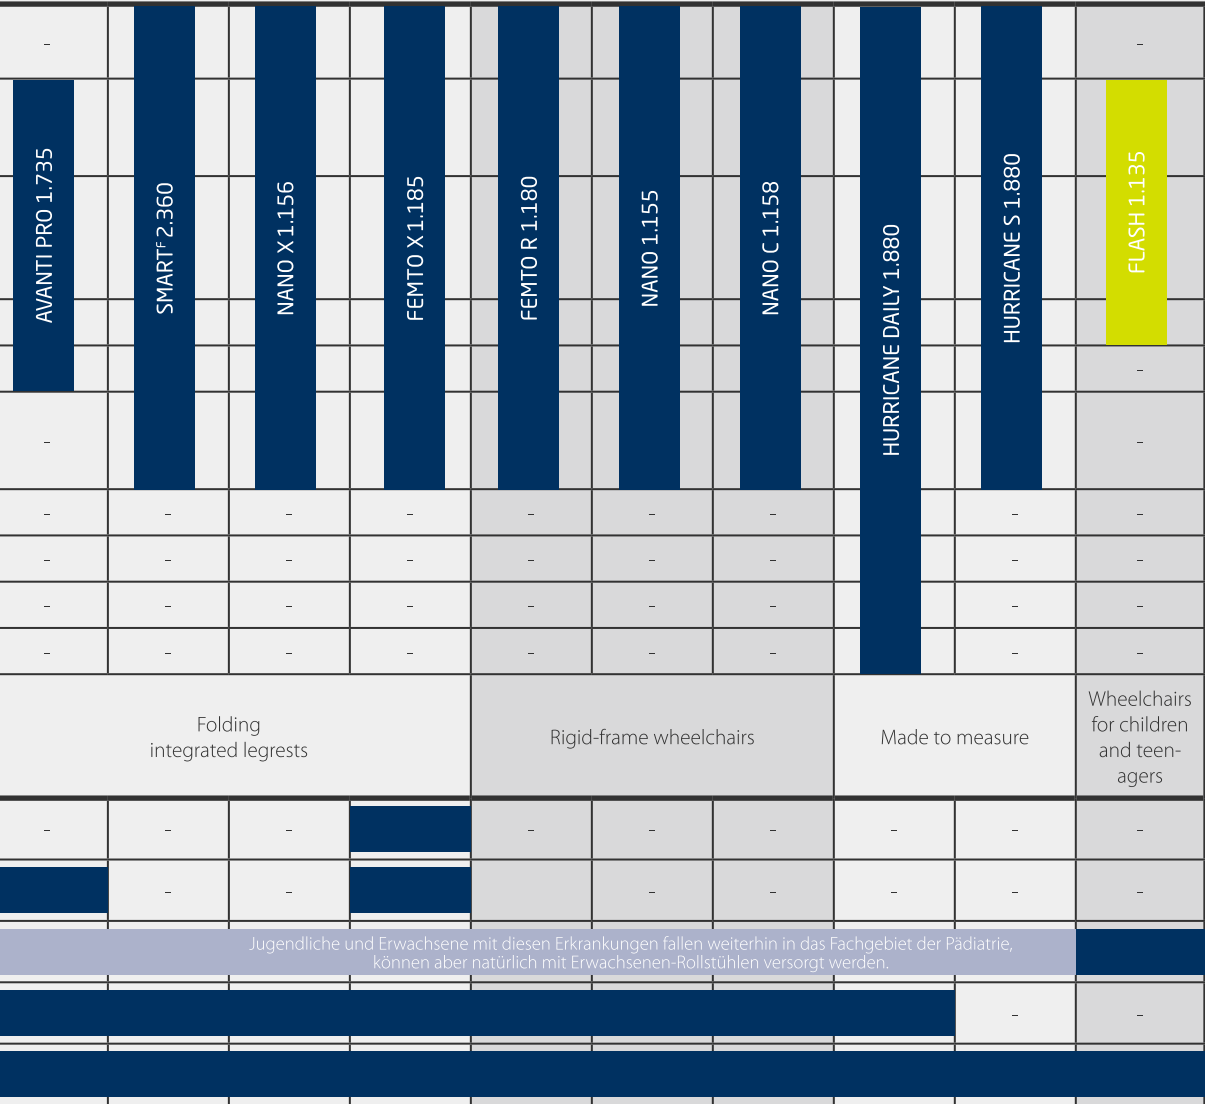 – –
AVANTI PRO 1.735
SMARTᶠ 2.360
NANO X 1.156
FEMTO X 1.185
FEMTO R 1.180
NANO 1.155
NANO C 1.158
HURRICANE DAILY 1.880
HURRICANE S 1.880
FLASH 1.135
–
– –
– – – – – – – – –
– – – – – – – – –
– – – – – – – – –
– – – – – – – – –
Folding
integrated legrests
Rigid-frame wheelchairs
Made to measure
Wheelchairs
for children
and teen-
agers
– – – – – – – – –
– – – – – – –
Jugendliche und Erwachsene mit diesen Erkrankungen fallen weiterhin in das Fachgebiet der Pädiatrie,
können aber natürlich mit Erwachsenen-Rollstühlen versorgt werden.
– –